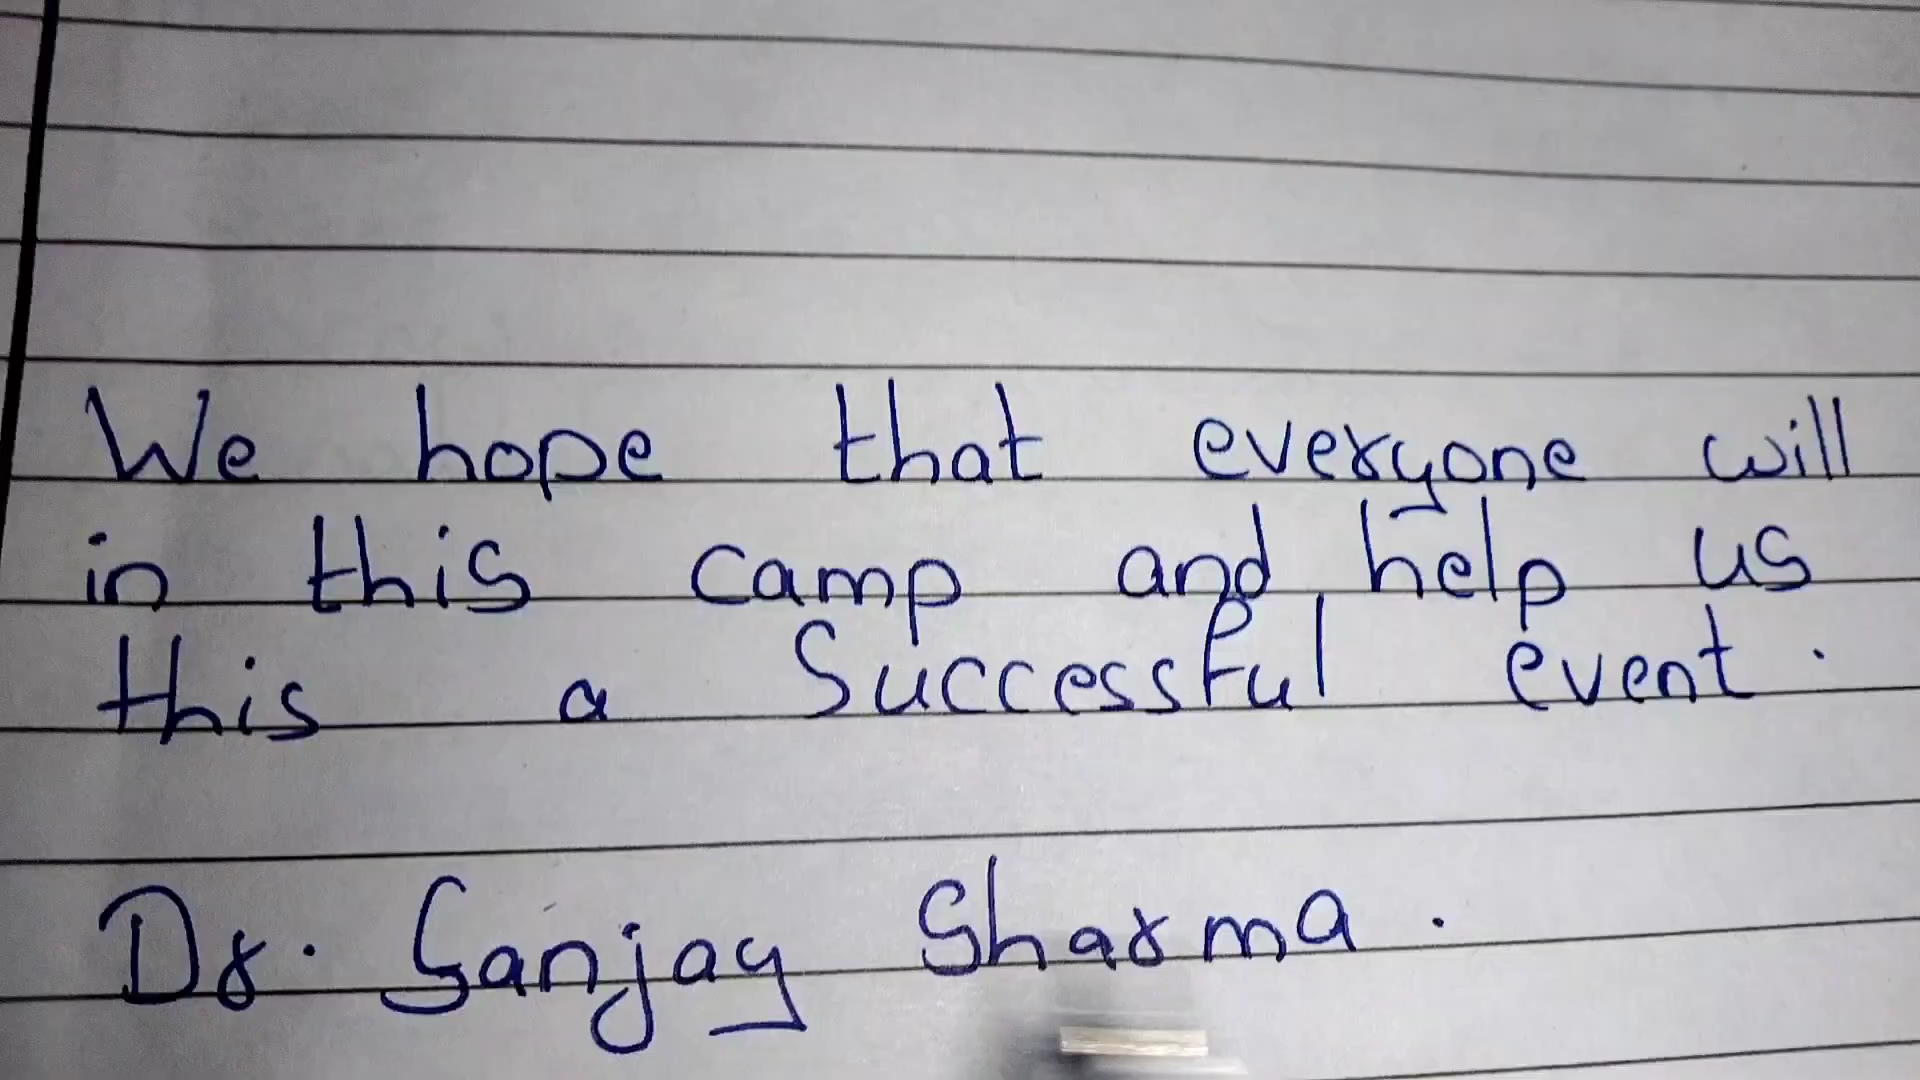 We hope that everyone will
in this camp and help us
this a Successful event.
Dr. Sanjay Sharma.